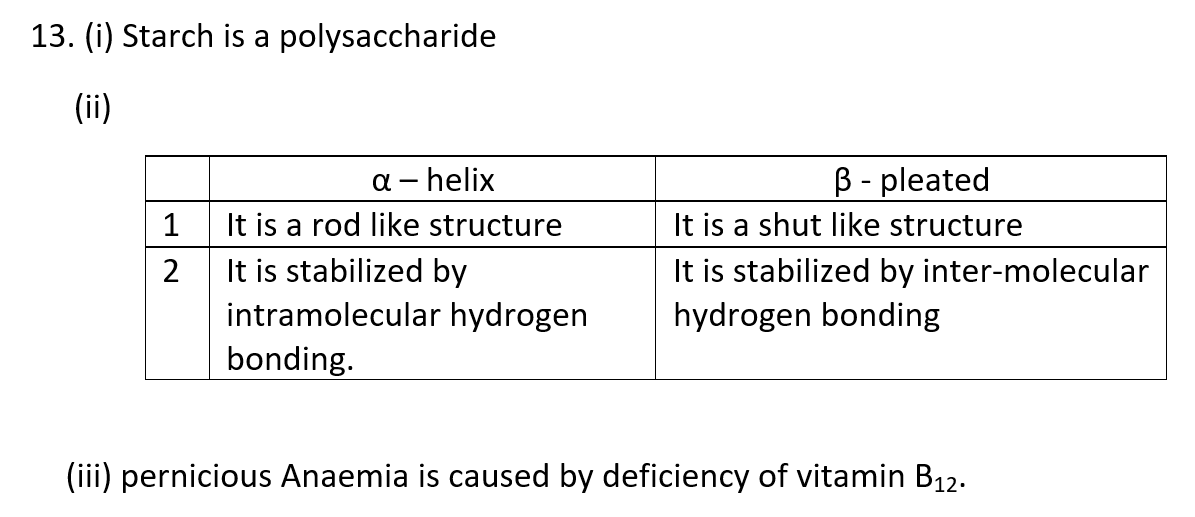 13. (i) Starch is a polysaccharide
(ii)
α – helix β - pleated
1 It is a rod like structure It is a shut like structure
2 It is stabilized by It is stabilized by inter-molecular
intramolecular hydrogen hydrogen bonding
bonding.
(iii) pernicious Anaemia is caused by deficiency of vitamin B₁₂.